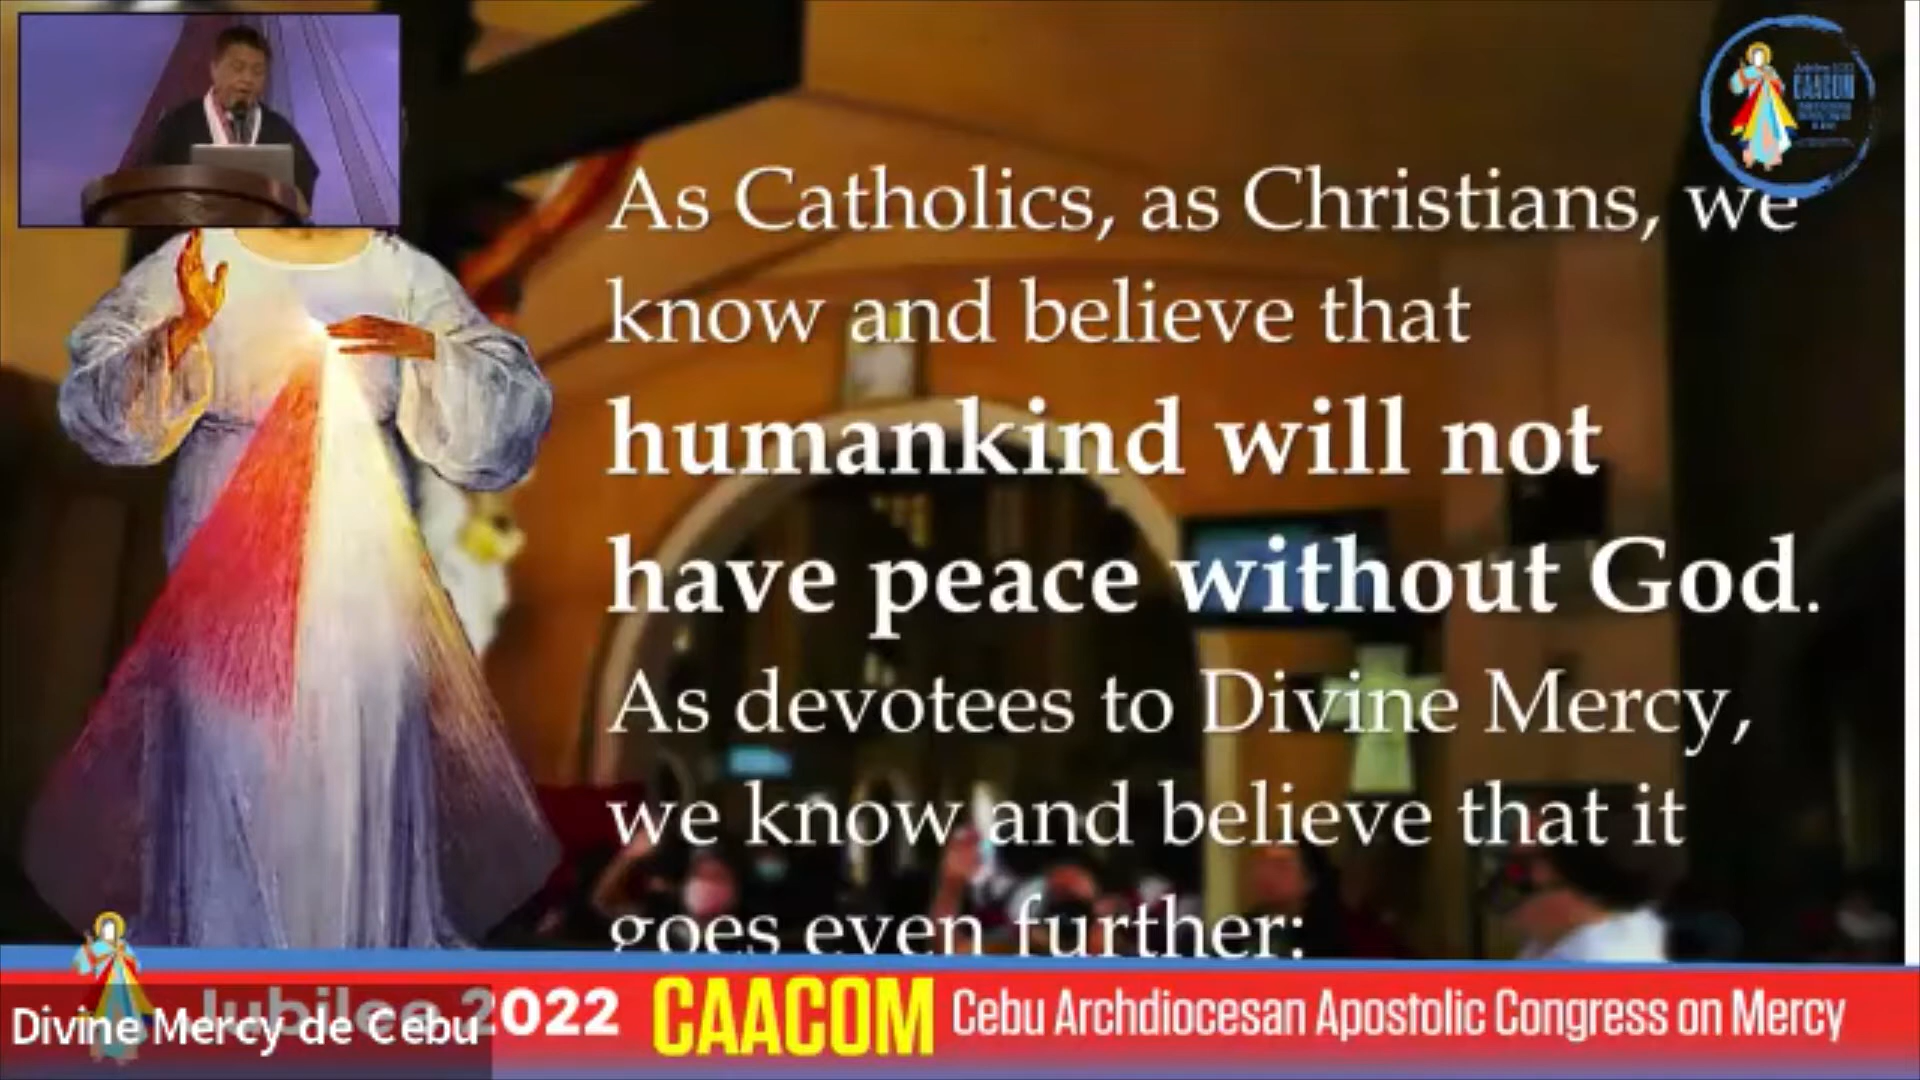 As Catholics, as Christians, we
know and believe that
humankind will not
have peace without God.
As devotees to Divine Mercy,
we know and believe that it
goes even further:
Jubilee 2022 CAACOM Cebu Archdiocesan Apostolic Congress on Mercy
Divine Mercy de Cebu
CAACOM